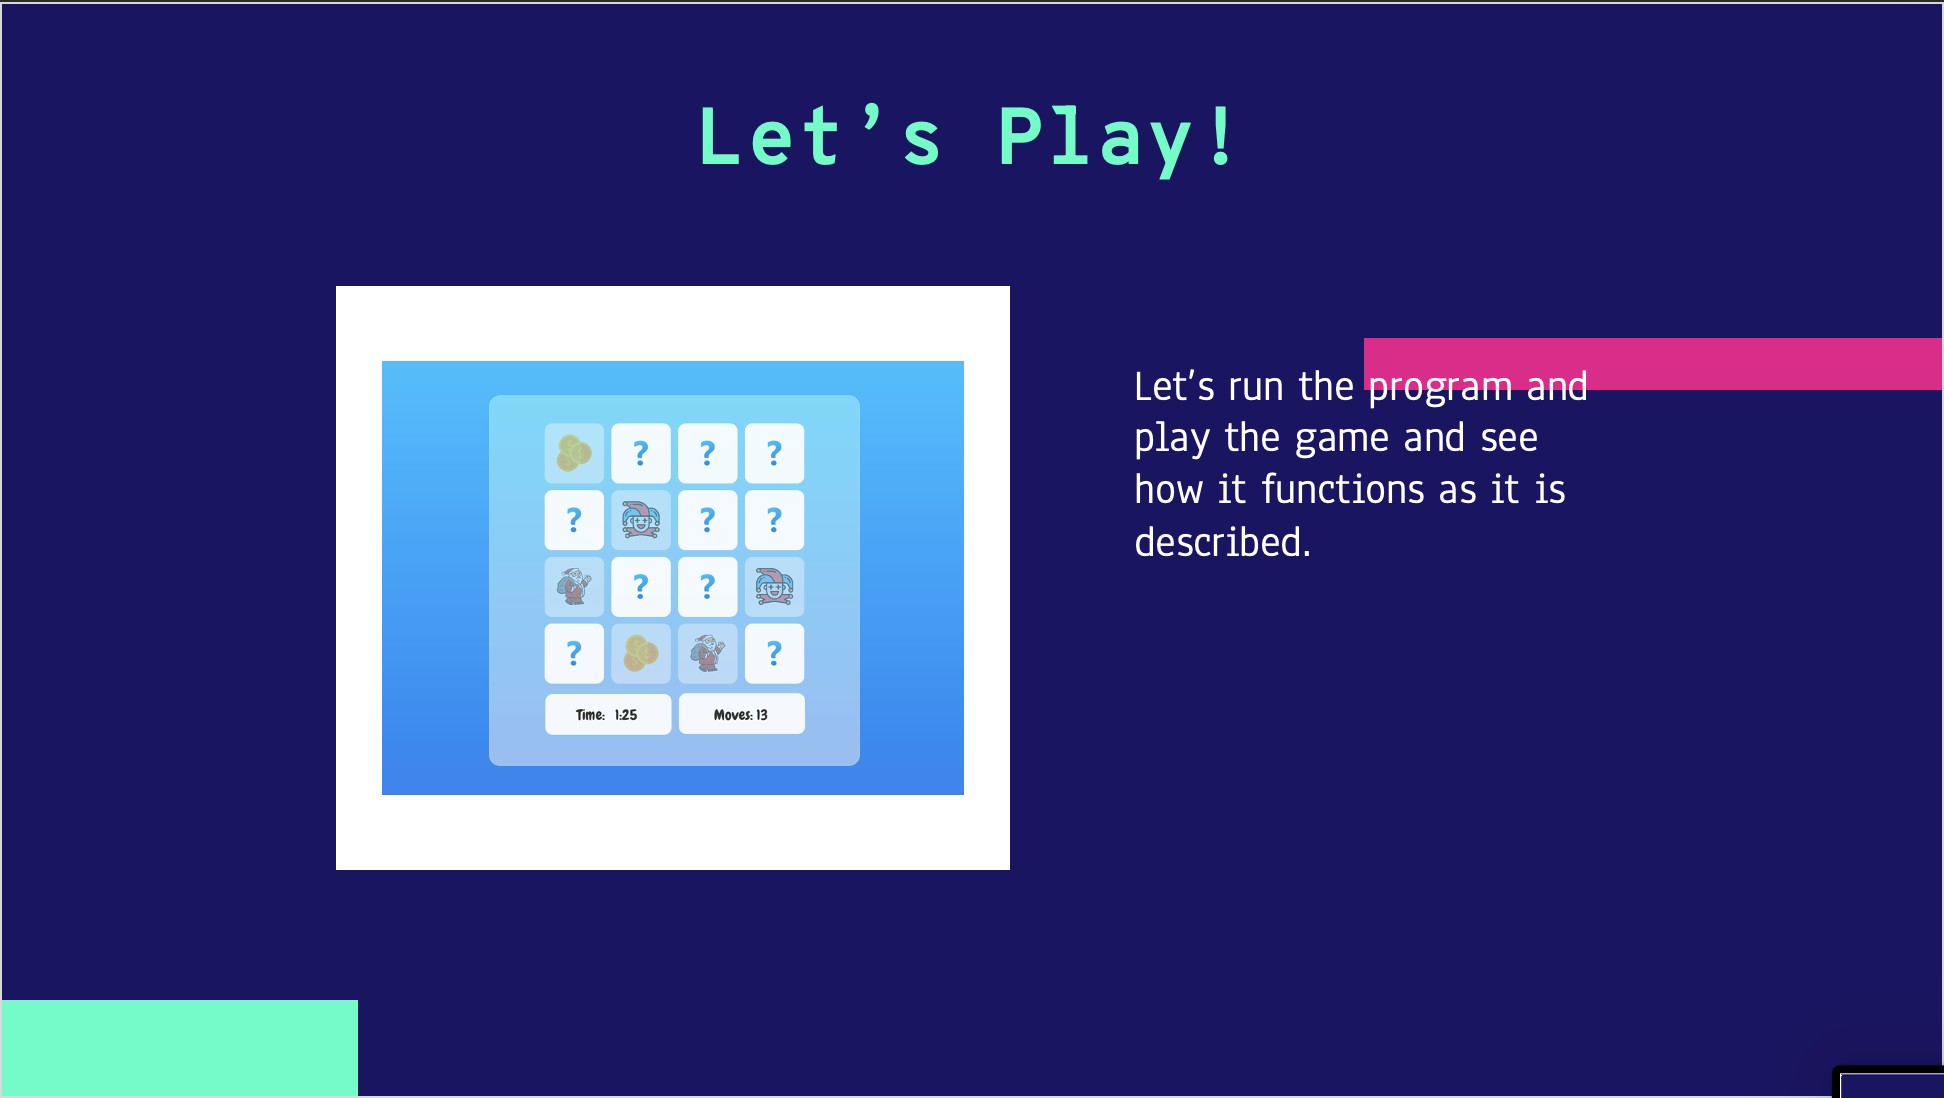 Let’s Play!
? ? ?
? ? ?
? ?
? ?
Time: 1:25 Moves: 13
Let’s run the program and
play the game and see
how it functions as it is
described.